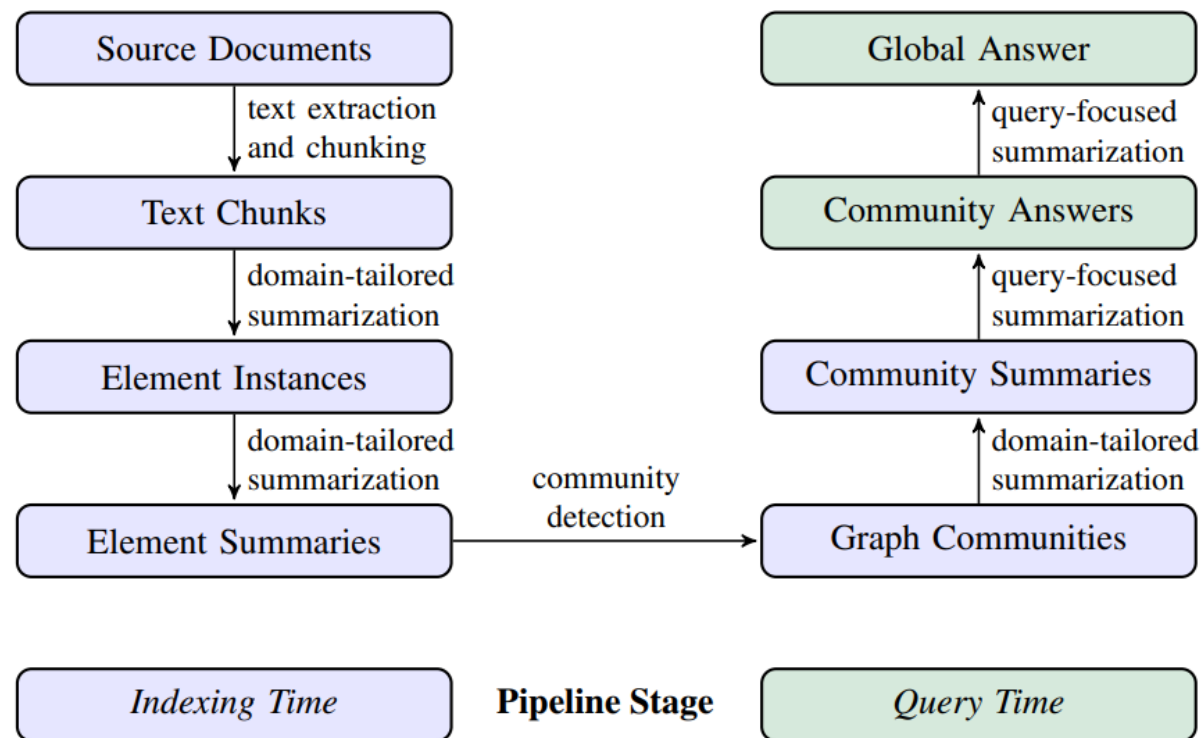 Source Documents
text extraction
and chunking
Text Chunks
domain-tailored
summarization
Element Instances
domain-tailored
summarization
Element Summaries
community
detection
Graph Communities
domain-tailored
summarization
Community Summaries
query-focused
summarization
Community Answers
query-focused
summarization
Global Answer
Indexing Time
Pipeline Stage
Query Time